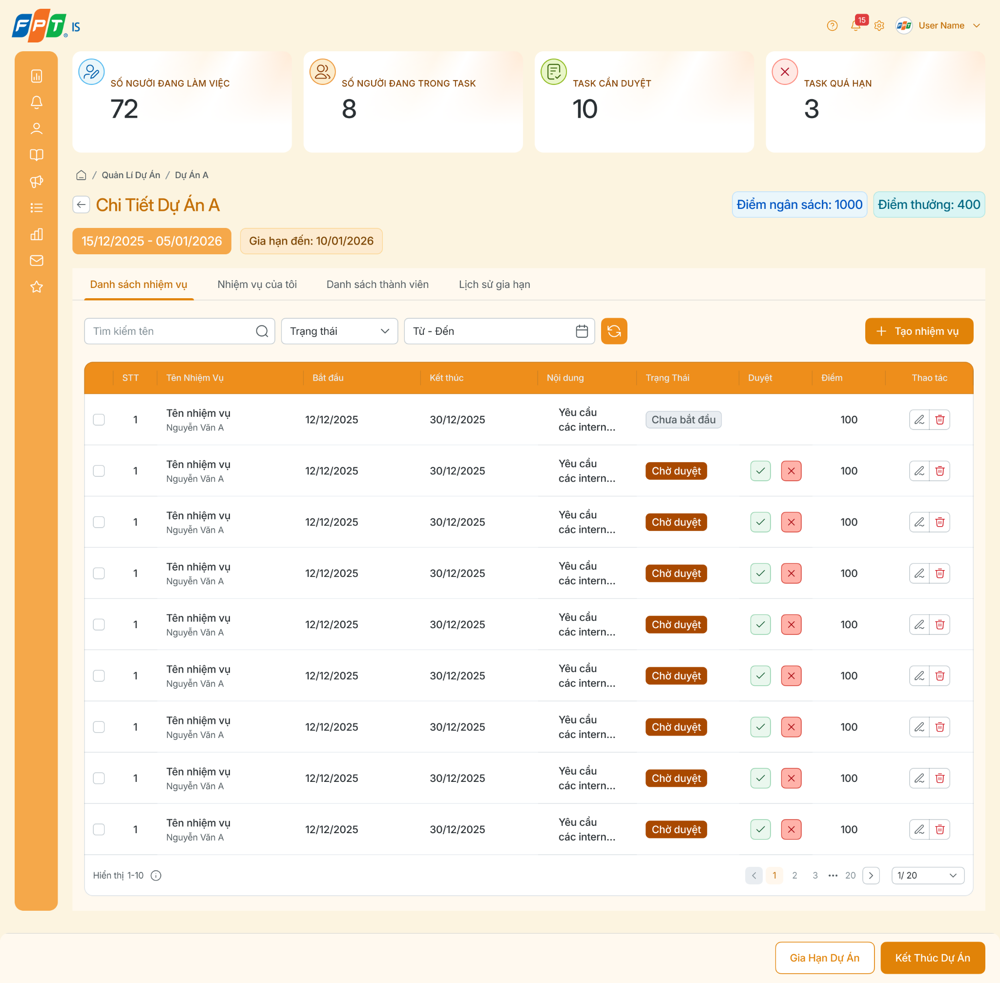 FPT® IS
15
FPT
User Name
SỐ NGƯỜI ĐANG LÀM VIỆC
72
SỐ NGƯỜI ĐANG TRONG TASK
8
TASK CẦN DUYỆT
10
TASK QUÁ HẠN
3
/ Quản Lí Dự Án / Dự Án A
Chi Tiết Dự Án A
Điểm ngân sách: 1000
Điểm thưởng: 400
15/12/2025 - 05/01/2026
Gia hạn đến: 10/01/2026
Danh sách nhiệm vụ
Nhiệm vụ của tôi
Danh sách thành viên
Lịch sử gia hạn
Tìm kiếm tên
Trạng thái
Từ - Đến
Tạo nhiệm vụ
STT Tên Nhiệm Vụ Bắt đầu Kết thúc Nội dung Trạng Thái Duyệt Điểm Thao tác
1 Tên nhiệm vụ 12/12/2025 30/12/2025 Yêu cầu Chưa bắt đầu 100
Nguyễn Văn A các intern...
1 Tên nhiệm vụ 12/12/2025 30/12/2025 Yêu cầu Chờ duyệt 100
Nguyễn Văn A các intern...
1 Tên nhiệm vụ 12/12/2025 30/12/2025 Yêu cầu Chờ duyệt 100
Nguyễn Văn A các intern...
1 Tên nhiệm vụ 12/12/2025 30/12/2025 Yêu cầu Chờ duyệt 100
Nguyễn Văn A các intern...
1 Tên nhiệm vụ 12/12/2025 30/12/2025 Yêu cầu Chờ duyệt 100
Nguyễn Văn A các intern...
1 Tên nhiệm vụ 12/12/2025 30/12/2025 Yêu cầu Chờ duyệt 100
Nguyễn Văn A các intern...
1 Tên nhiệm vụ 12/12/2025 30/12/2025 Yêu cầu Chờ duyệt 100
Nguyễn Văn A các intern...
1 Tên nhiệm vụ 12/12/2025 30/12/2025 Yêu cầu Chờ duyệt 100
Nguyễn Văn A các intern...
1 Tên nhiệm vụ 12/12/2025 30/12/2025 Yêu cầu Chờ duyệt 100
Nguyễn Văn A các intern...
Hiển thị 1-10
1 2 3 ••• 20
1/ 20
Gia Hạn Dự Án
Kết Thúc Dự Án